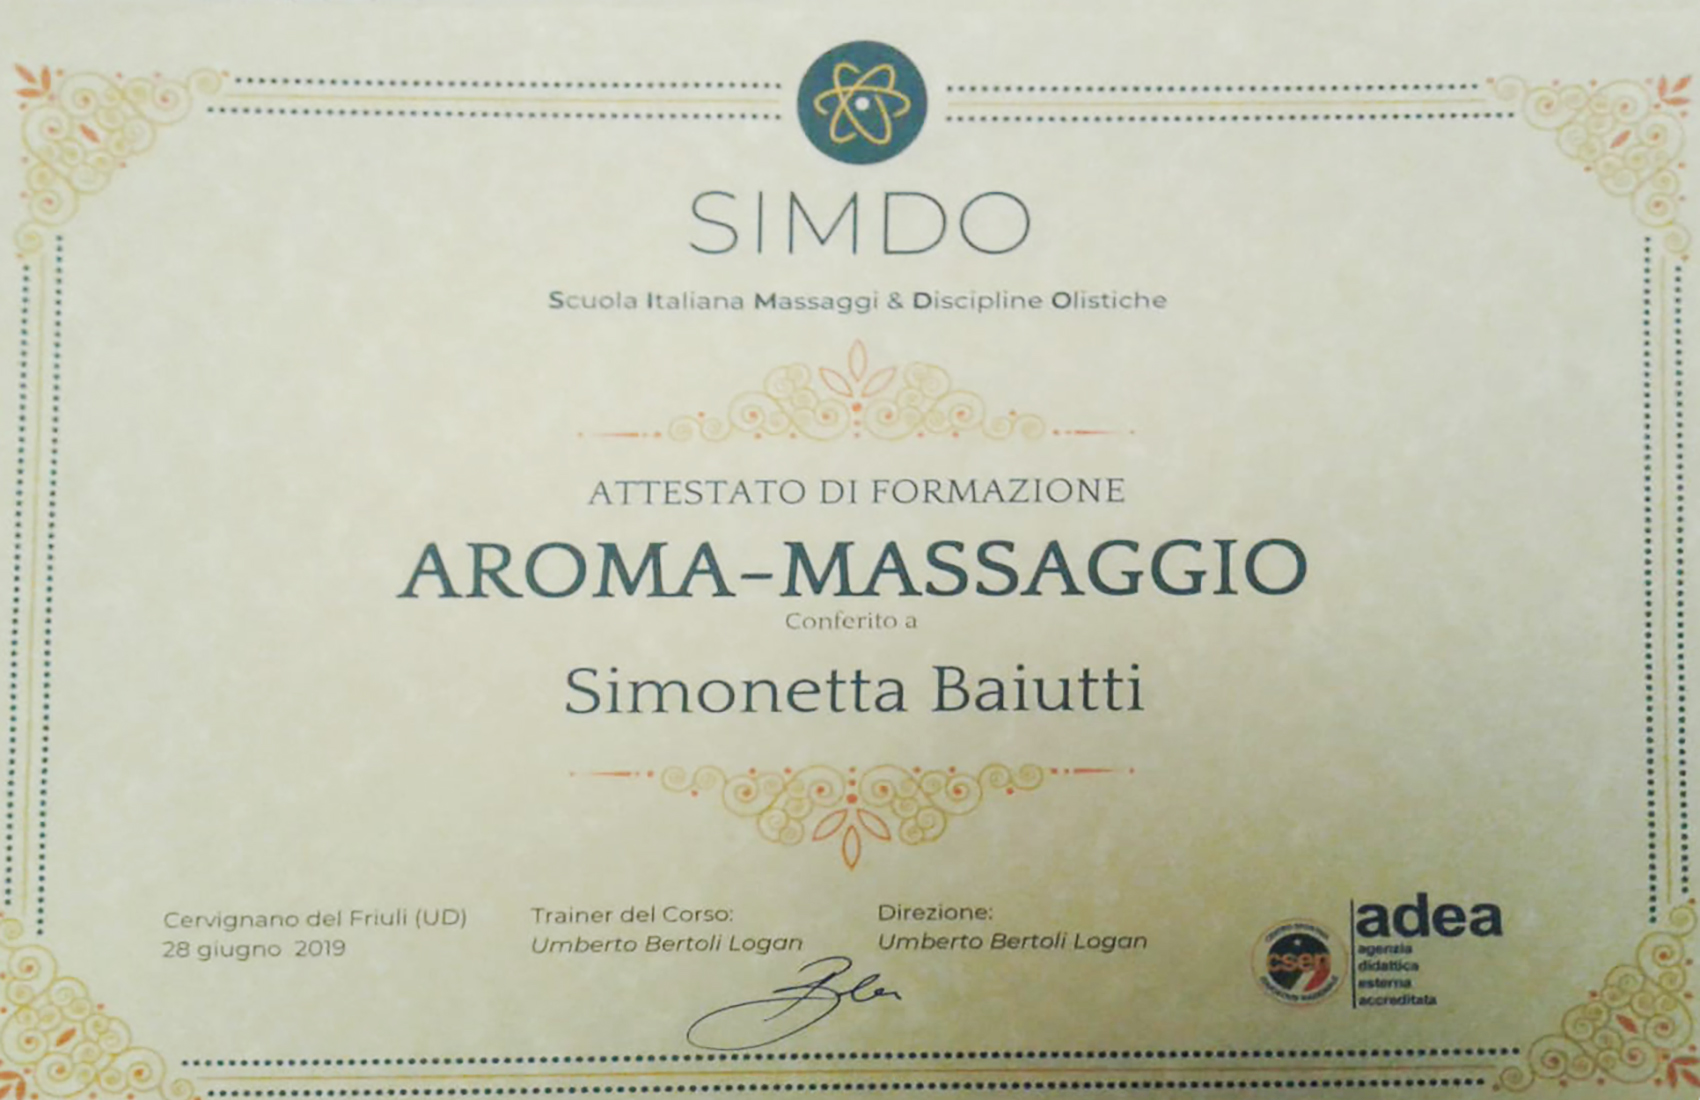 SIMDO
Scuola Italiana Massaggi & Discipline Olistiche
ATTESTATO DI FORMAZIONE
AROMA-MASSAGGIO
Conferito a
Simonetta Baiutti
Cervignano del Friuli (UD)
28 giugno 2019
Trainer del Corso:
Umberto Bertoli Logan
Direzione:
Umberto Bertoli Logan
csen
adea
agenzia
didattica
esterna
accreditata